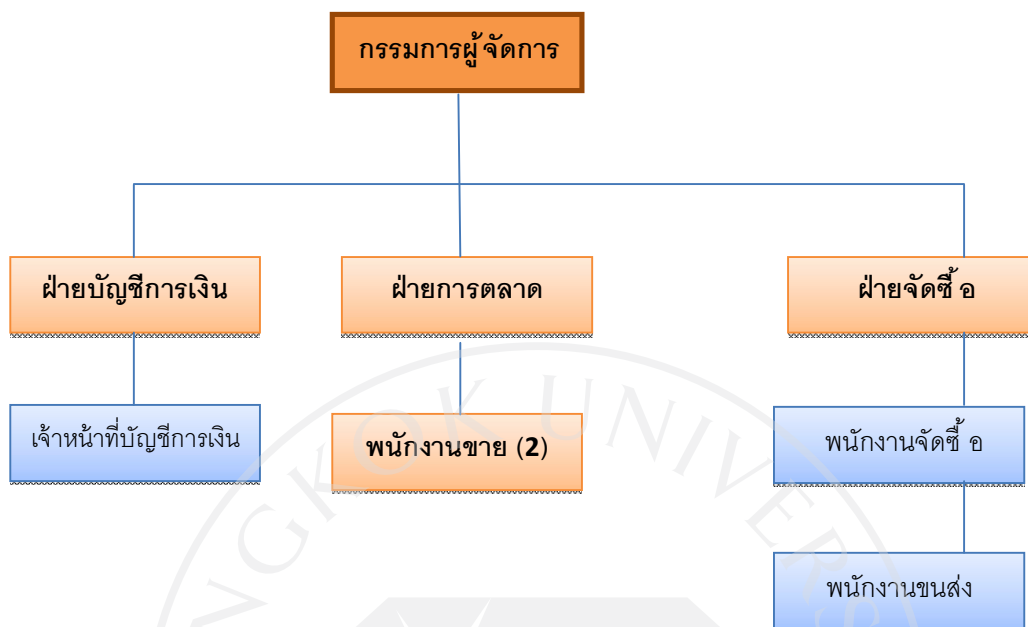 กรรมการผู้จัดการ
ฝ่ายบัญชีการเงิน
ฝ่ายการตลาด
ฝ่ายจัดซื้อ
เจ้าหน้าที่บัญชีการเงิน
พนักงานขาย (2)
พนักงานจัดซื้อ
พนักงานขนส่ง
NGKOK UNIVERS